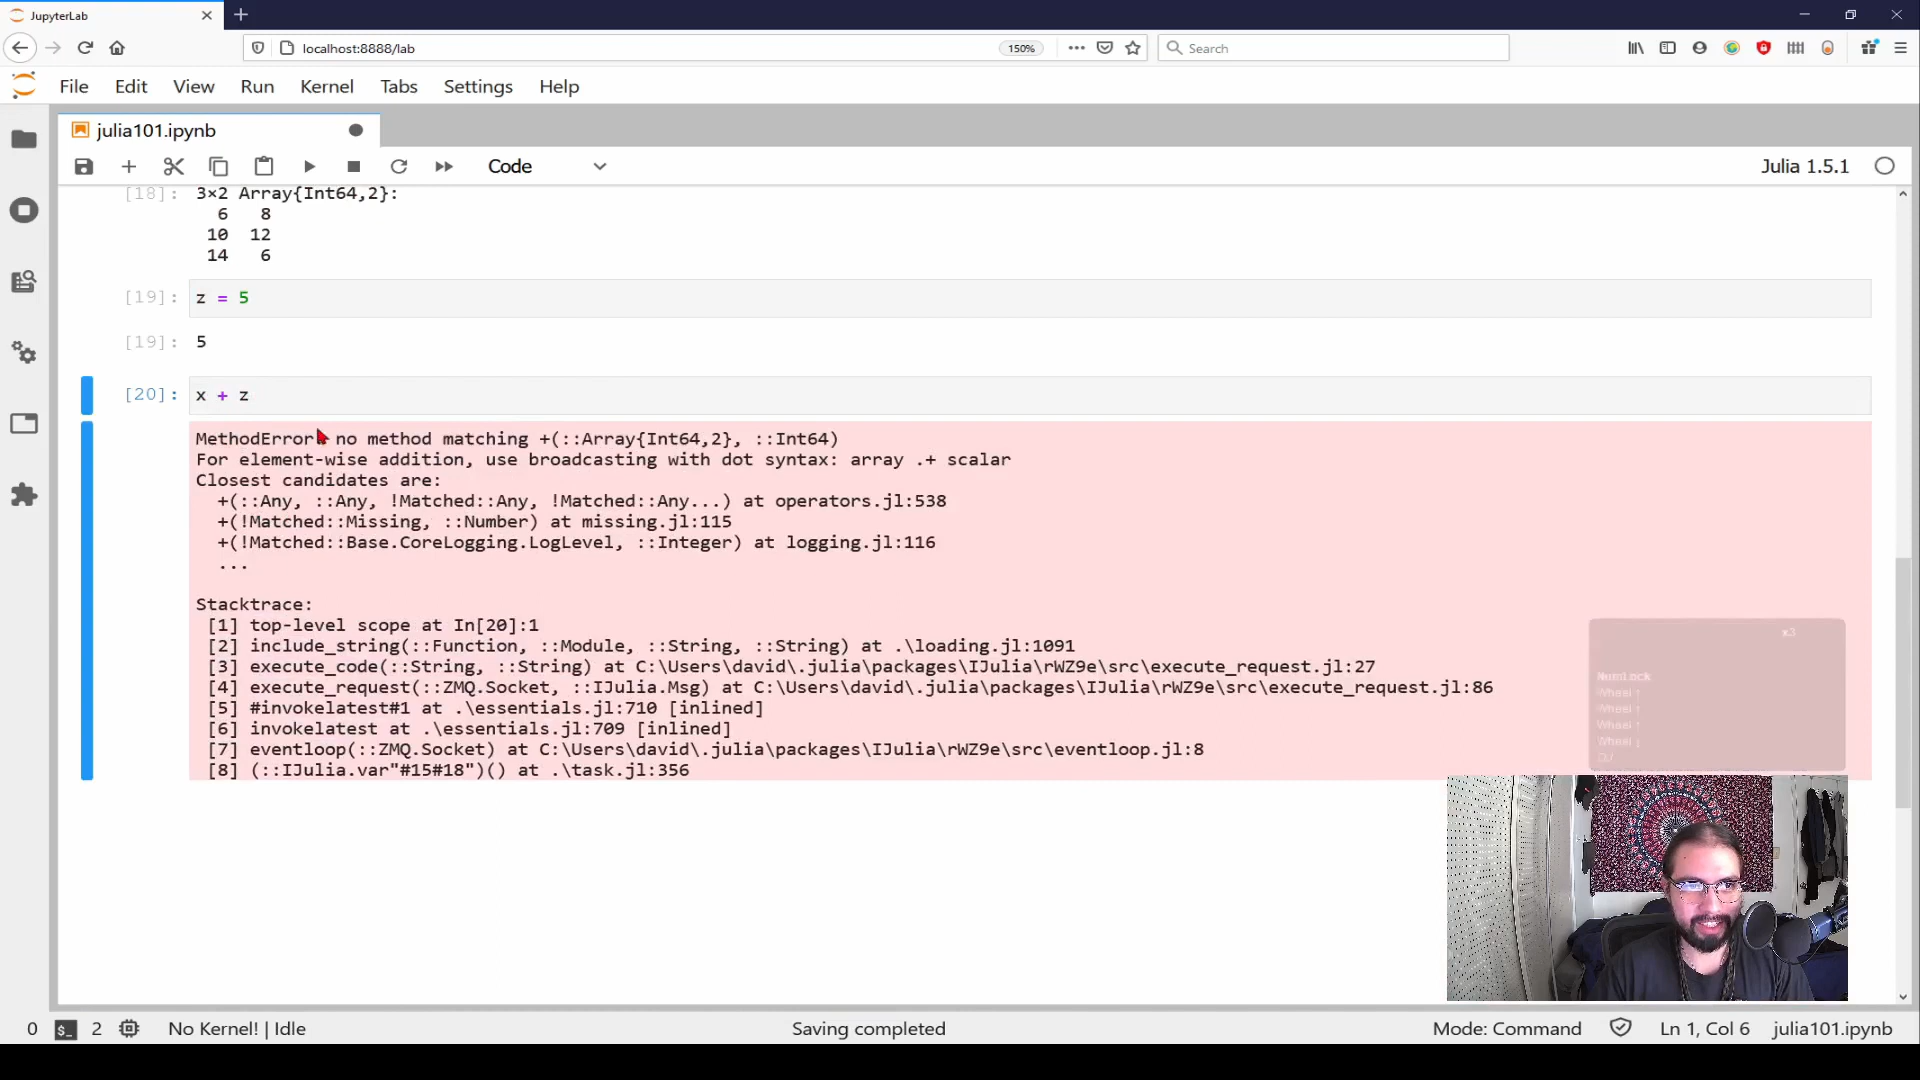 JupyterLab
localhost:8888/lab
150%
Search
File Edit View Run Kernel Tabs Settings Help
julia101.ipynb
Code
Julia 1.5.1
[18]: 3×2 Array{Int64,2}:
6 8
10 12
14 6
[19]: z = 5
[19]: 5
[20]: x + z
MethodError: no method matching +(::Array{Int64,2}, ::Int64)
For element-wise addition, use broadcasting with dot syntax: array .+ scalar
Closest candidates are:
+(::Any, ::Any, !Matched::Any, !Matched::Any...) at operators.jl:538
+(!Matched::Missing, ::Number) at missing.jl:115
+(!Matched::Base.CoreLogging.LogLevel, ::Integer) at logging.jl:116
...
Stacktrace:
[1] top-level scope at In[20]:1
[2] include_string(::Function, ::Module, ::String, ::String) at .\loading.jl:1091
[3] execute_code(::String, ::String) at C:\Users\david\.julia\packages\IJulia\rWZ9e\src\execute_request.jl:27
[4] execute_request(::ZMQ.Socket, ::IJulia.Msg) at C:\Users\david\.julia\packages\IJulia\rWZ9e\src\execute_request.jl:86
[5] #invokelatest#1 at .\essentials.jl:710 [inlined]
[6] invokelatest at .\essentials.jl:709 [inlined]
[7] eventloop(::ZMQ.Socket) at C:\Users\david\.julia\packages\IJulia\rWZ9e\src\eventloop.jl:8
[8] (::IJulia.var"#15#18")() at .\task.jl:356
x3
NumLock
Wheel ↑
Wheel ↑
Wheel ↑
Wheel ↓
0 $_ 2 No Kernel! | Idle
Saving completed
Mode: Command
Ln 1, Col 6
julia101.ipynb